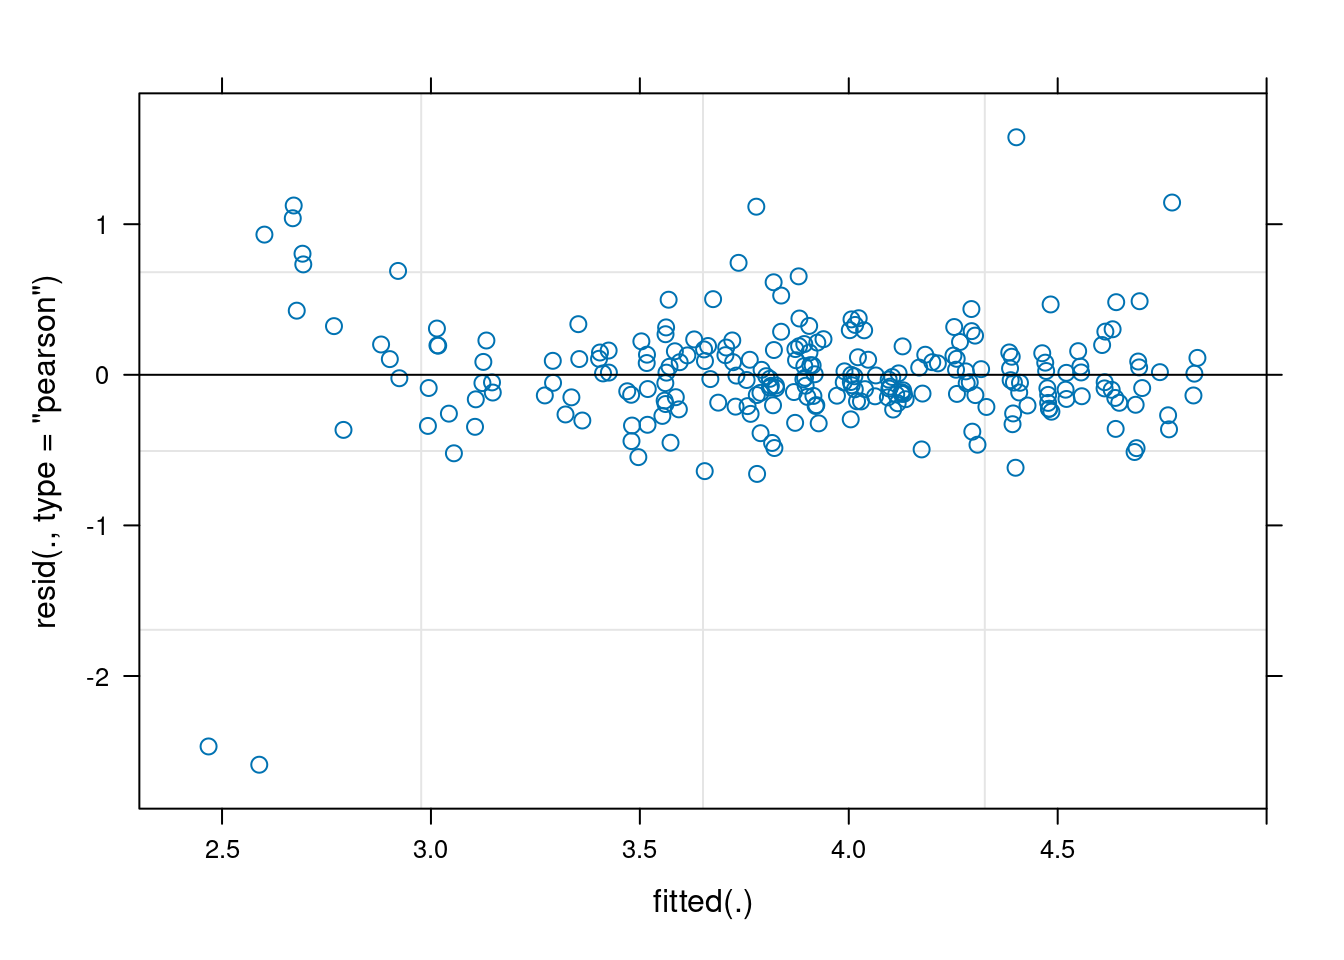 1
0
-1
-2
resid(., type = "pearson")
2.5 3.0 3.5 4.0 4.5
fitted(.)